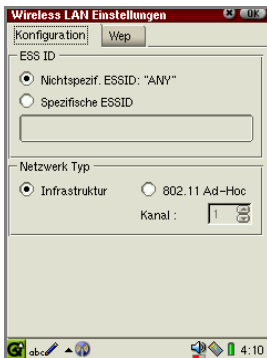 Wireless LAN Einstellungen OK
Konfiguration Wep
ESS ID
Nichtspezif. ESSID: "ANY"
Spezifische ESSID
Netzwerk Typ
Infrastruktur 802.11 Ad-Hoc
Kanal : 1
abc 4:10